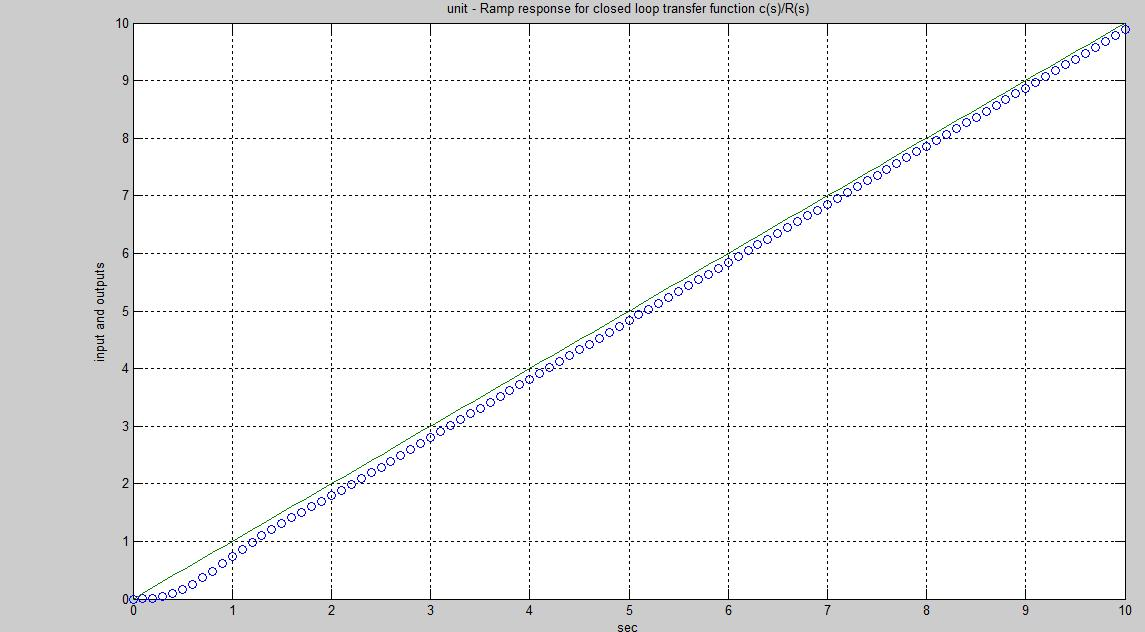 unit - Ramp response for closed loop transfer function c(s)/R(s)
10
9
8
7
6
5
4
3
2
1
0
input and outputs
0 1 2 3 4 5 6 7 8 9 10
sec